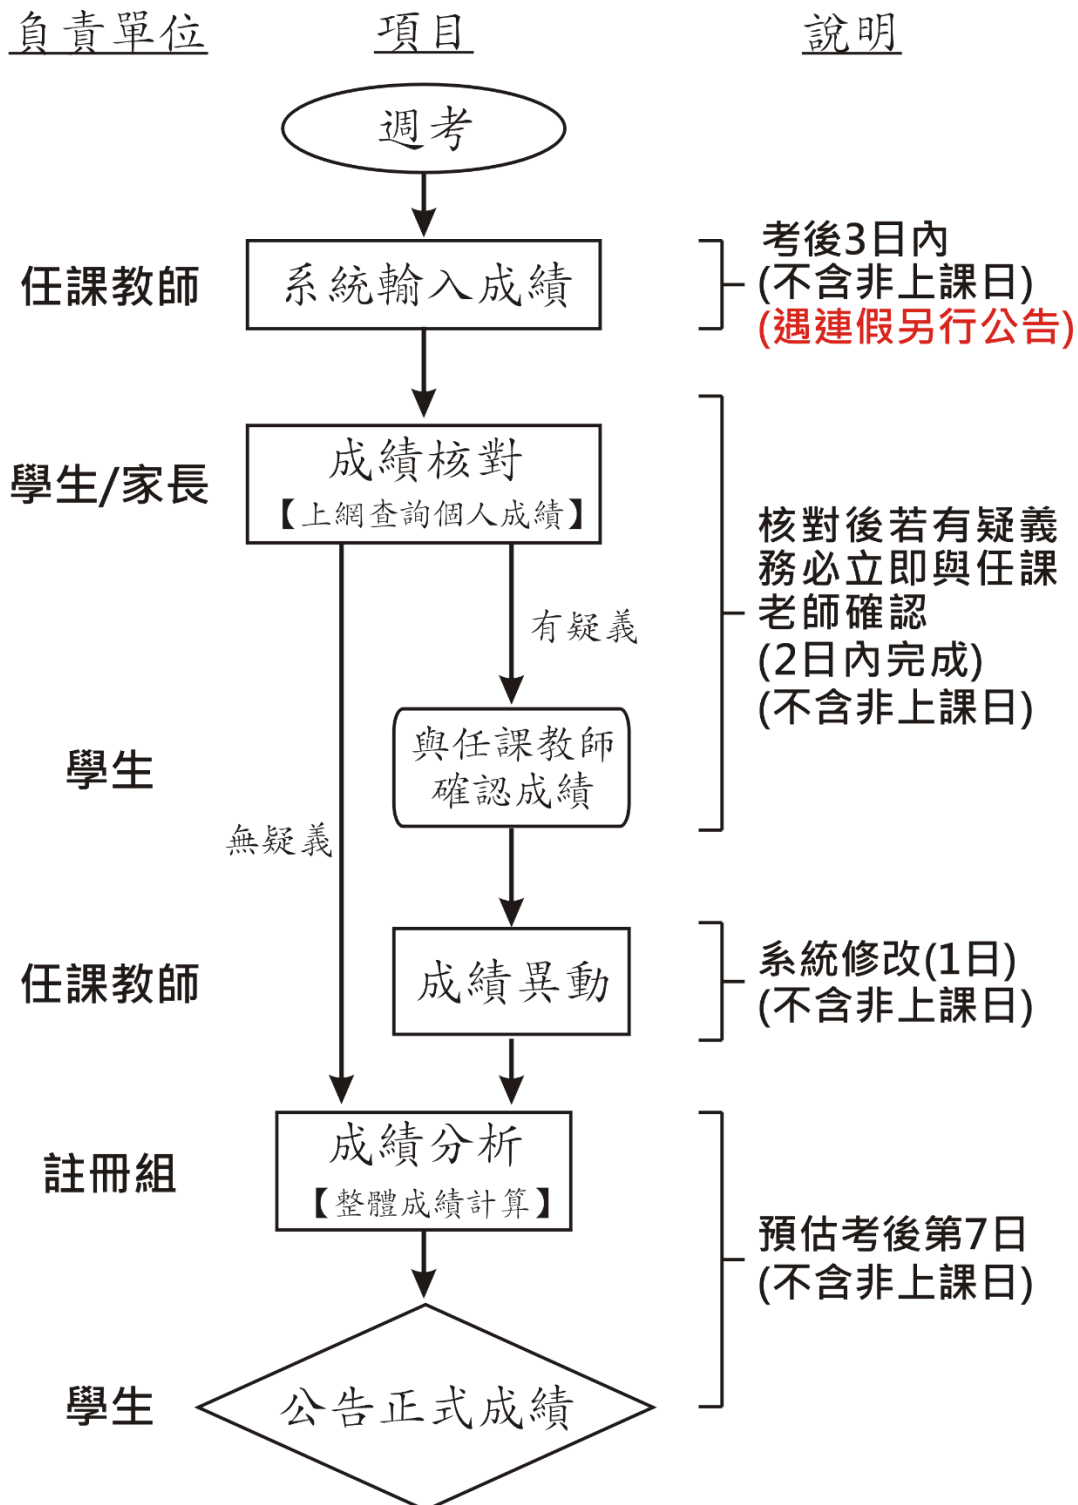 負責單位 項目 說明
週考
任課教師
系統輸入成績
考後3日內
(不含非上課日)
(遇連假另行公告)
學生/家長
成績核對
【上網查詢個人成績】
核對後若有疑義
務必立即與任課
老師確認
(2日內完成)
(不含非上課日)
有疑義
學生
與任課教師
確認成績
無疑義
任課教師
成績異動
系統修改(1日)
(不含非上課日)
註冊組
成績分析
【整體成績計算】
預估考後第7日
(不含非上課日)
學生
公告正式成績